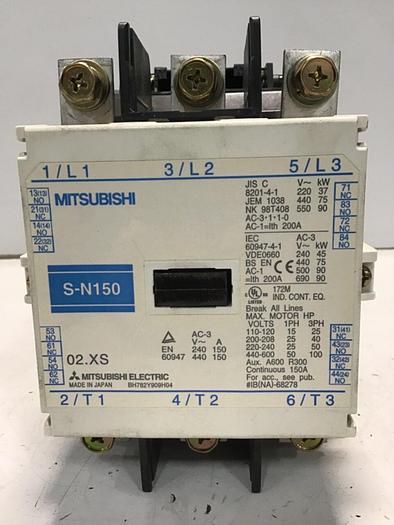 1/L1 3/L2 5/L3
13(13) NO
21(31) NC
14(14) NO
22(32) NC
MITSUBISHI
JIS C V~ kW
8201-4-1 220 37
JEM 1038 440 75
NK 98T408 550 90
AC-3·1·1·0
AC-1=Ith 200A
71 NC
83 NO
72 NC
84 NO
IEC AC-3
60947-4-1 V~ kW
VDE0660 240 45
BS EN CE 440 75
AC-1 500 90
=Ith 200A 690 90
S-N150
UL LISTED 172M
IND. CONT. EQ.
Break All Lines
MAX. MOTOR HP
VOLTS 1PH 3PH
110-120 15 25
200-208 25 40
220-240 25 50
440-600 50 100
Aux. A600 R300
Continuous 150A
For acc., see pub.
#IB(NA)-68278
53 NO
61 NC
54 NO
62 NC
02.XS
AC-3
V~ A
EN 240 150
60947 440 150
31(41) NC
43(23) NO
32(42) NC
44(24) NO
MITSUBISHI ELECTRIC
MADE IN JAPAN BH782Y909H04
2/T1 4/T2 6/T3